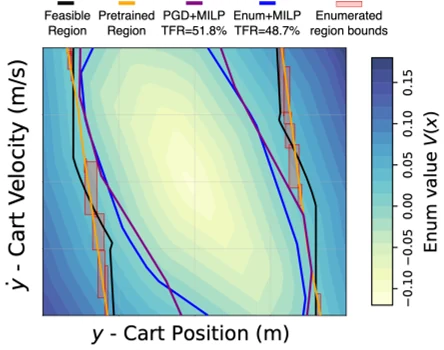 Feasible Region
Pretrained Region
PGD+MILP TFR=51.8%
Enum+MILP TFR=48.7%
Enumerated region bounds
ẏ - Cart Velocity (m/s)
y - Cart Position (m)
0.15
0.10
0.05
0.00
−0.05
−0.10
Enum value V(x)